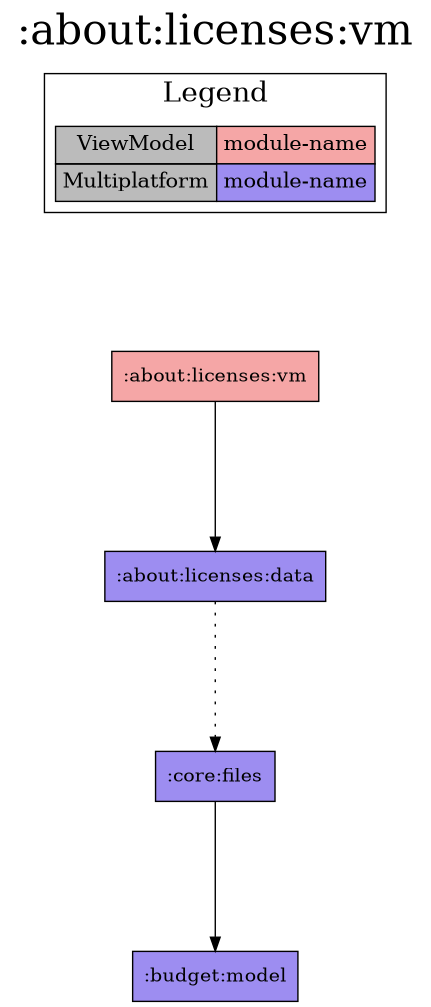 :about:licenses:vm
Legend
ViewModel module-name
Multiplatform module-name
:about:licenses:vm
:about:licenses:data
:core:files
:budget:model